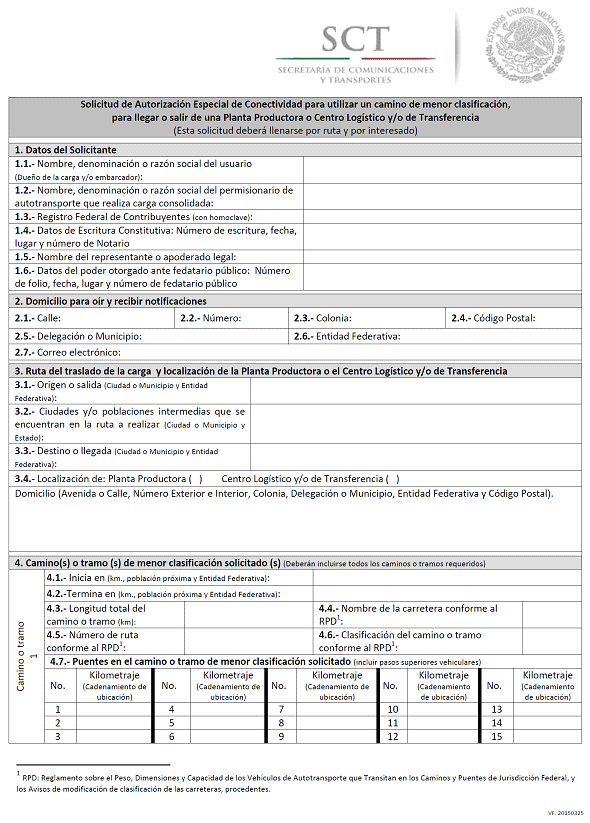 SCT
SECRETARÍA DE COMUNICACIONES
Y TRANSPORTES
ESTADOS UNIDOS MEXICANOS
Solicitud de Autorización Especial de Conectividad para utilizar un camino de menor clasificación,
para llegar o salir de una Planta Productora o Centro Logístico y/o de Transferencia
(Esta solicitud deberá llenarse por ruta y por interesado)
1. Datos del Solicitante
1.1.- Nombre, denominación o razón social del usuario
(Dueño de la carga y/o embarcador):
1.2.- Nombre, denominación o razón social del permisionario de
autotransporte que realiza carga consolidada:
1.3.- Registro Federal de Contribuyentes (con homoclave):
1.4.- Datos de Escritura Constitutiva: Número de escritura, fecha,
lugar y número de Notario
1.5.- Nombre del representante o apoderado legal:
1.6.- Datos del poder otorgado ante fedatario público: Número
de folio, fecha, lugar y número de fedatario público
2. Domicilio para oír y recibir notificaciones
2.1.- Calle: 2.2.- Número: 2.3.- Colonia: 2.4.- Código Postal:
2.5.- Delegación o Municipio: 2.6.- Entidad Federativa:
2.7.- Correo electrónico:
3. Ruta del traslado de la carga y localización de la Planta Productora o el Centro Logístico y/o de Transferencia
3.1.- Origen o salida (Ciudad o Municipio y Entidad
Federativa):
3.2.- Ciudades y/o poblaciones intermedias que se
encuentran en la ruta a realizar (Ciudad o Municipio y
Estado):
3.3.- Destino o llegada (Ciudad o Municipio y Entidad
Federativa):
3.4.- Localización de: Planta Productora ( ) Centro Logístico y/o de Transferencia ( )
Domicilio (Avenida o Calle, Número Exterior e Interior, Colonia, Delegación o Municipio, Entidad Federativa y Código Postal).
4. Camino(s) o tramo (s) de menor clasificación solicitado (s) (Deberán incluirse todos los caminos o tramos requeridos)
Camino o tramo
1
4.1.- Inicia en (km., población próxima y Entidad Federativa):
4.2.-Termina en (km., población próxima y Entidad Federativa):
4.3.- Longitud total del
camino o tramo (km):
4.4.- Nombre de la carretera conforme al
RPD1:
4.5.- Número de ruta
conforme al RPD1:
4.6.- Clasificación del camino o tramo
conforme al RPD1:
4.7.- Puentes en el camino o tramo de menor clasificación solicitado (incluir pasos superiores vehiculares)
No. Kilometraje (Cadenamiento de ubicación) No. Kilometraje (Cadenamiento de ubicación) No. Kilometraje (Cadenamiento de ubicación) No. Kilometraje (Cadenamiento de ubicación) No. Kilometraje (Cadenamiento de ubicación)
1 4 7 10 13
2 5 8 11 14
3 6 9 12 15
1 RPD: Reglamento sobre el Peso, Dimensiones y Capacidad de los Vehículos de Autotransporte que Transitan en los Caminos y Puentes de Jurisdicción Federal, y
los Avisos de modificación de clasificación de las carreteras, procedentes.
VF. 20150325